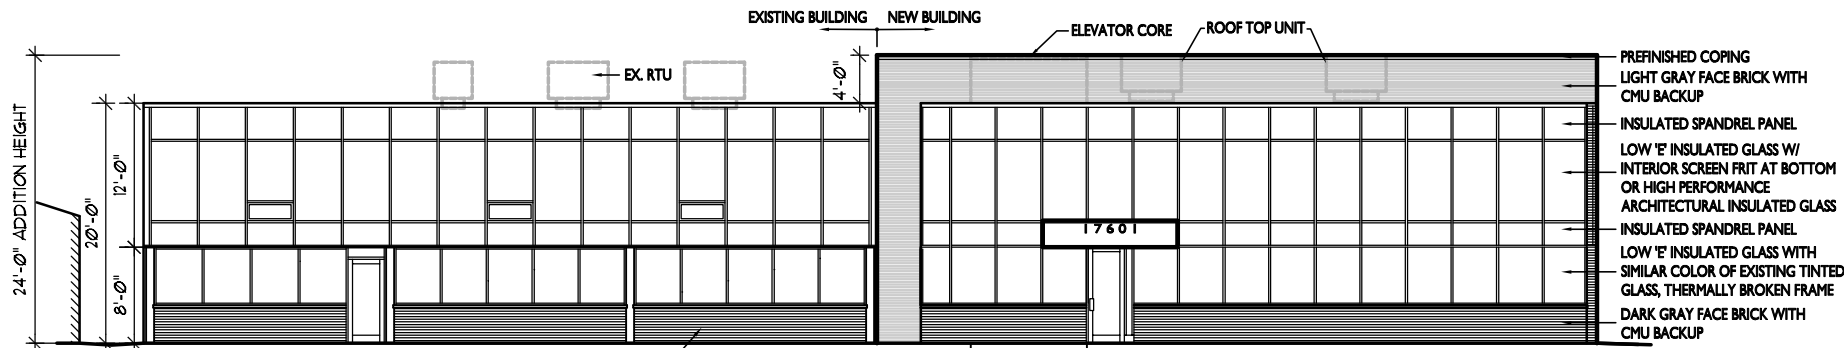 EXISTING BUILDING
NEW BUILDING
ELEVATOR CORE
ROOF TOP UNIT
EX. RTU
4'-0"
24'-0" ADDITION HEIGHT
20'-0"
12'-0"
8'-0"
17601
PREFINISHED COPING
LIGHT GRAY FACE BRICK WITH
CMU BACKUP
INSULATED SPANDREL PANEL
LOW 'E' INSULATED GLASS W/
INTERIOR SCREEN FRIT AT BOTTOM
OR HIGH PERFORMANCE
ARCHITECTURAL INSULATED GLASS
INSULATED SPANDREL PANEL
LOW 'E' INSULATED GLASS WITH
SIMILAR COLOR OF EXISTING TINTED
GLASS, THERMALLY BROKEN FRAME
DARK GRAY FACE BRICK WITH
CMU BACKUP